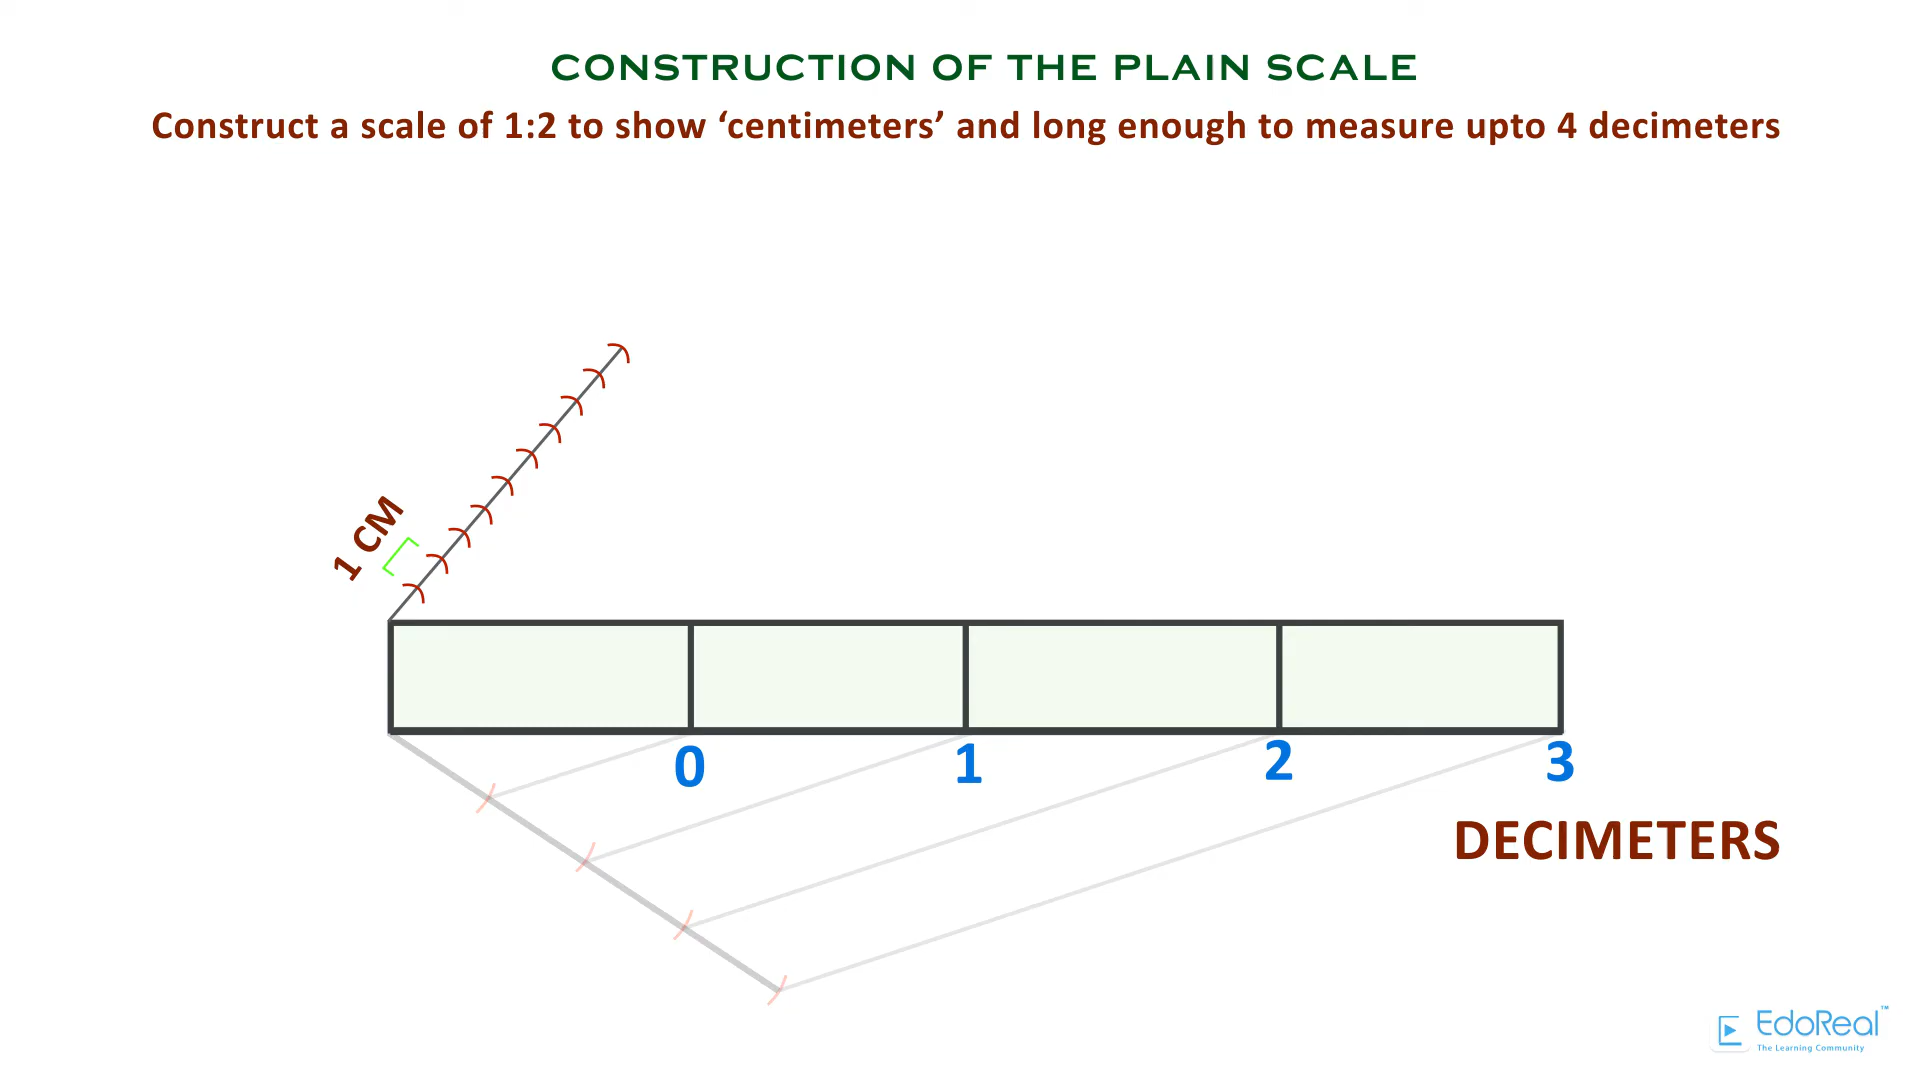 CONSTRUCTION OF THE PLAIN SCALE
Construct a scale of 1:2 to show ‘centimeters’ and long enough to measure upto 4 decimeters
1 CM
0 1 2 3
DECIMETERS
EdoReal™
The Learning Community